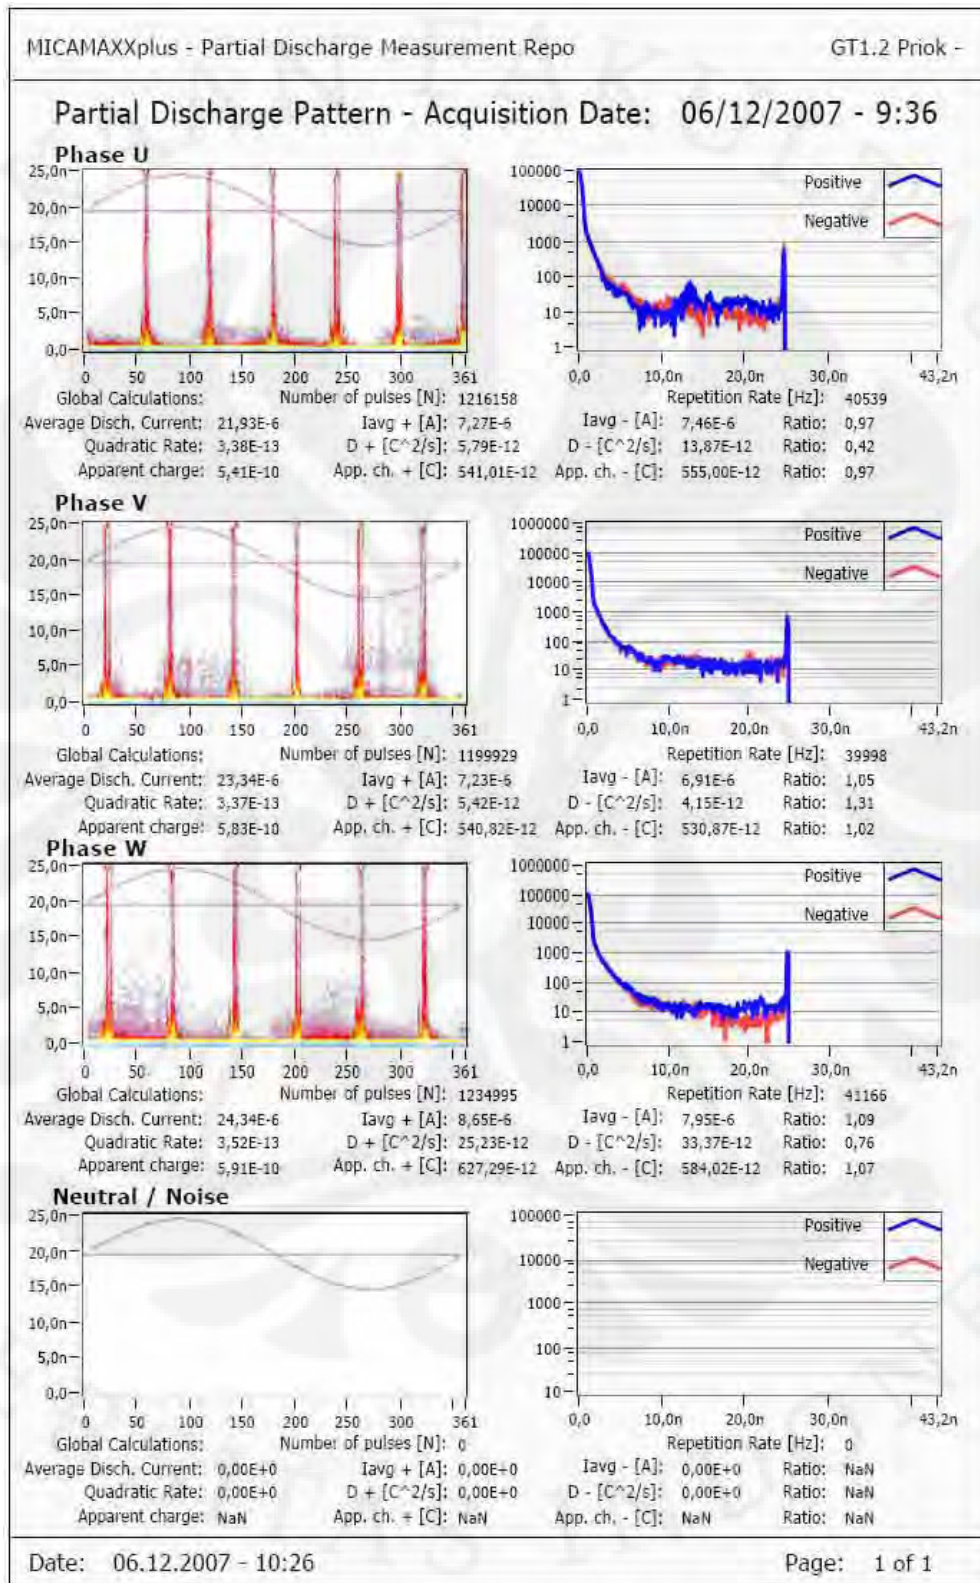 MICAMAXXplus - Partial Discharge Measurement Repo GT1.2 Priok -
Partial Discharge Pattern - Acquisition Date: 06/12/2007 - 9:36
Phase U
25,0n
20,0n
15,0n
10,0n
5,0n
0,0
0 50 100 150 200 250 300 361
100000
10000
1000
100
10
1
Positive
Negative
0,0 10,0n 20,0n 30,0n 43,2n
Global Calculations: Number of pulses [N]: 1216158 Repetition Rate [Hz]: 40539
Average Disch. Current: 21,93E-6 Iavg + [A]: 7,27E-6 Iavg - [A]: 7,46E-6 Ratio: 0,97
Quadratic Rate: 3,38E-13 D + [C^2/s]: 5,79E-12 D - [C^2/s]: 13,87E-12 Ratio: 0,42
Apparent charge: 5,41E-10 App. ch. + [C]: 541,01E-12 App. ch. - [C]: 555,00E-12 Ratio: 0,97
Phase V
25,0n
20,0n
15,0n
10,0n
5,0n
0,0
0 50 100 150 200 250 300 361
1000000
100000
10000
1000
100
10
1
Positive
Negative
0,0 10,0n 20,0n 30,0n 43,2n
Global Calculations: Number of pulses [N]: 1199929 Repetition Rate [Hz]: 39998
Average Disch. Current: 23,34E-6 Iavg + [A]: 7,23E-6 Iavg - [A]: 6,91E-6 Ratio: 1,05
Quadratic Rate: 3,37E-13 D + [C^2/s]: 5,42E-12 D - [C^2/s]: 4,15E-12 Ratio: 1,31
Apparent charge: 5,83E-10 App. ch. + [C]: 540,82E-12 App. ch. - [C]: 530,87E-12 Ratio: 1,02
Phase W
25,0n
20,0n
15,0n
10,0n
5,0n
0,0
0 50 100 150 200 250 300 361
1000000
100000
10000
1000
100
10
1
Positive
Negative
0,0 10,0n 20,0n 30,0n 43,2n
Global Calculations: Number of pulses [N]: 1234995 Repetition Rate [Hz]: 41166
Average Disch. Current: 24,34E-6 Iavg + [A]: 8,65E-6 Iavg - [A]: 7,95E-6 Ratio: 1,09
Quadratic Rate: 3,52E-13 D + [C^2/s]: 25,23E-12 D - [C^2/s]: 33,37E-12 Ratio: 0,76
Apparent charge: 5,91E-10 App. ch. + [C]: 627,29E-12 App. ch. - [C]: 584,02E-12 Ratio: 1,07
Neutral / Noise
25,0n
20,0n
15,0n
10,0n
5,0n
0,0
0 50 100 150 200 250 300 361
100000
10000
1000
100
10
Positive
Negative
0,0 10,0n 20,0n 30,0n 43,2n
Global Calculations: Number of pulses [N]: 0 Repetition Rate [Hz]: 0
Average Disch. Current: 0,00E+0 Iavg + [A]: 0,00E+0 Iavg - [A]: 0,00E+0 Ratio: NaN
Quadratic Rate: 0,00E+0 D + [C^2/s]: 0,00E+0 D - [C^2/s]: 0,00E+0 Ratio: NaN
Apparent charge: NaN App. ch. + [C]: NaN App. ch. - [C]: NaN Ratio: NaN
Date: 06.12.2007 - 10:26 Page: 1 of 1